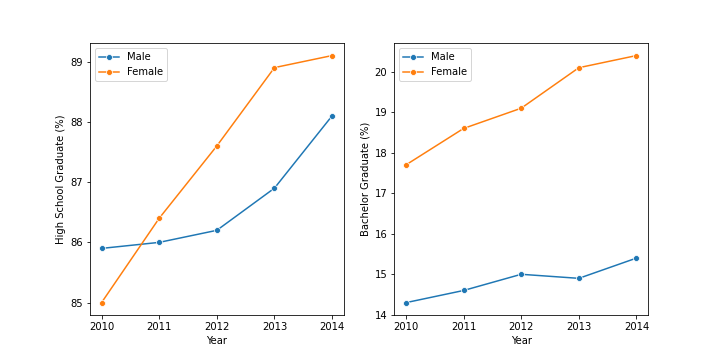 Male
Female
High School Graduate (%)
89
88
87
86
85
2010 2011 2012 2013 2014
Year
Male
Female
Bachelor Graduate (%)
20
19
18
17
16
15
14
2010 2011 2012 2013 2014
Year